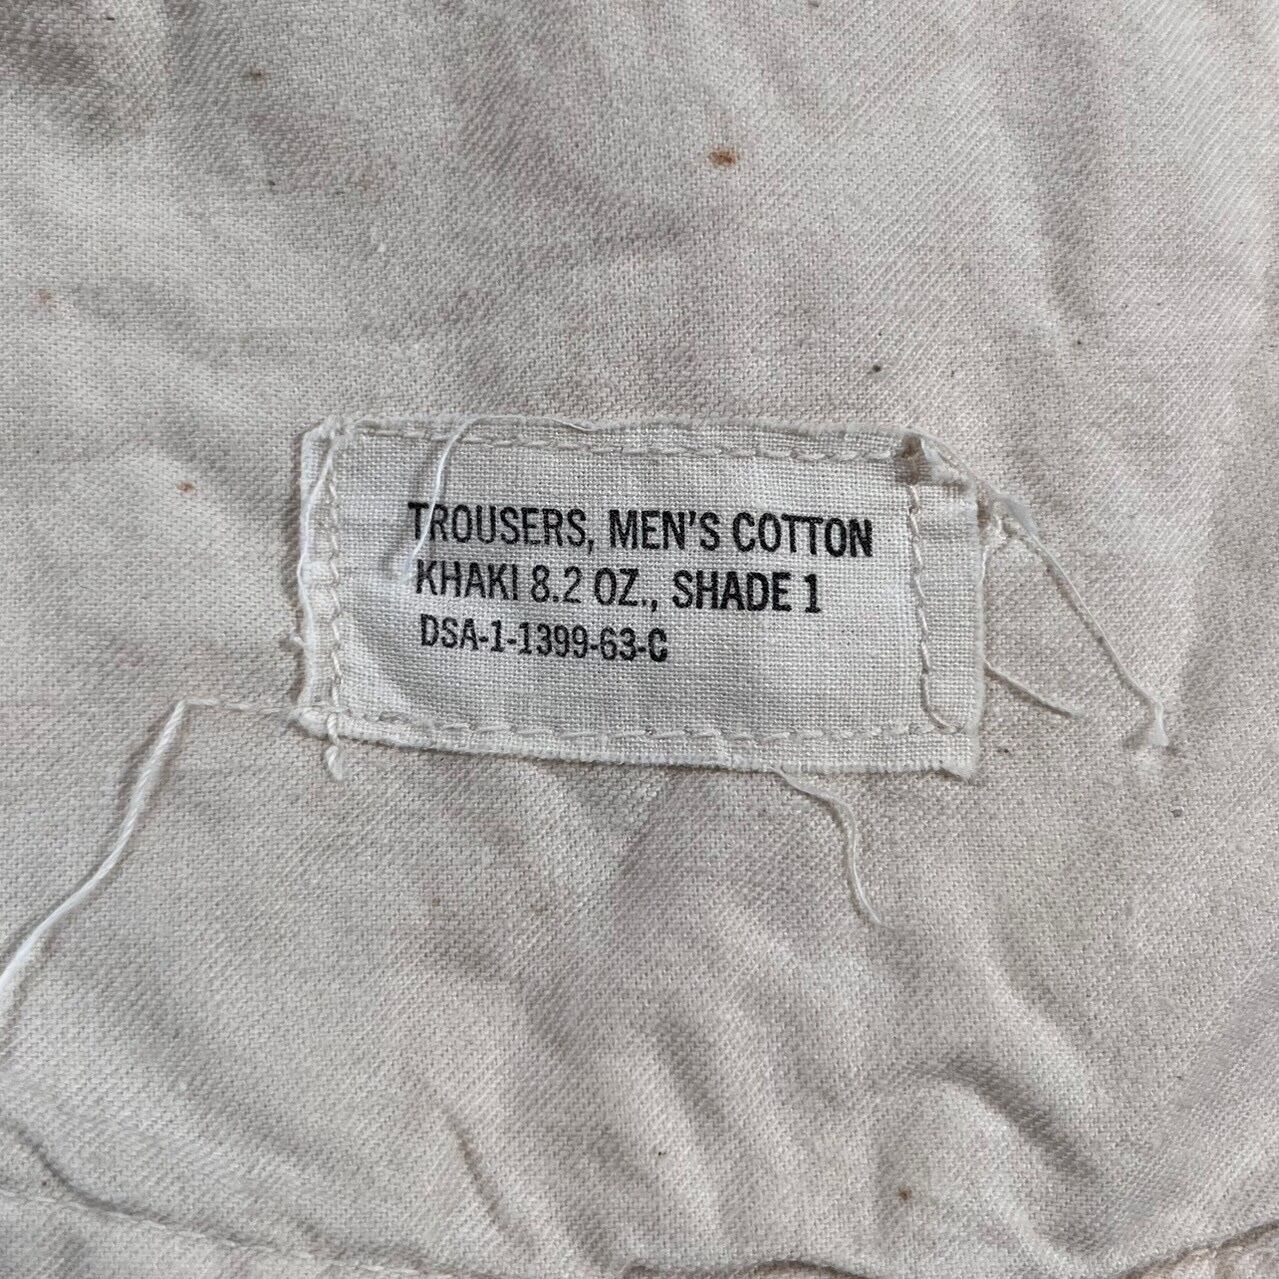 TROUSERS, MEN'S COTTON
KHAKI 8.2 OZ., SHADE 1
DSA-1-1399-63-C